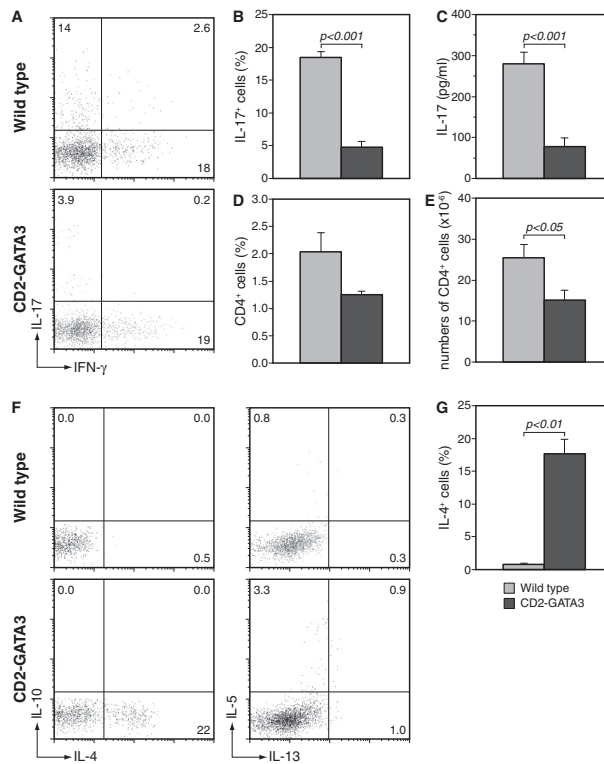 A
Wild type
14
2.6
18
CD2-GATA3
3.9
0.2
19
IL-17
IFN-γ
B
IL-17⁺ cells (%)
20
15
10
5
0
p<0.001
C
IL-17 (pg/ml)
400
300
200
100
0
p<0.001
D
CD4⁺ cells (%)
3.0
2.5
2.0
1.5
1.0
0.5
0.0
E
numbers of CD4⁺ cells (x10⁻⁶)
40
30
20
10
0
p<0.05
F
Wild type
0.0
0.0
0.5
0.8
0.3
0.3
CD2-GATA3
0.0
0.0
22
IL-10
IL-4
3.3
0.9
1.0
IL-5
IL-13
G
IL-4⁺ cells (%)
25
20
15
10
5
0
p<0.01
Wild type
CD2-GATA3